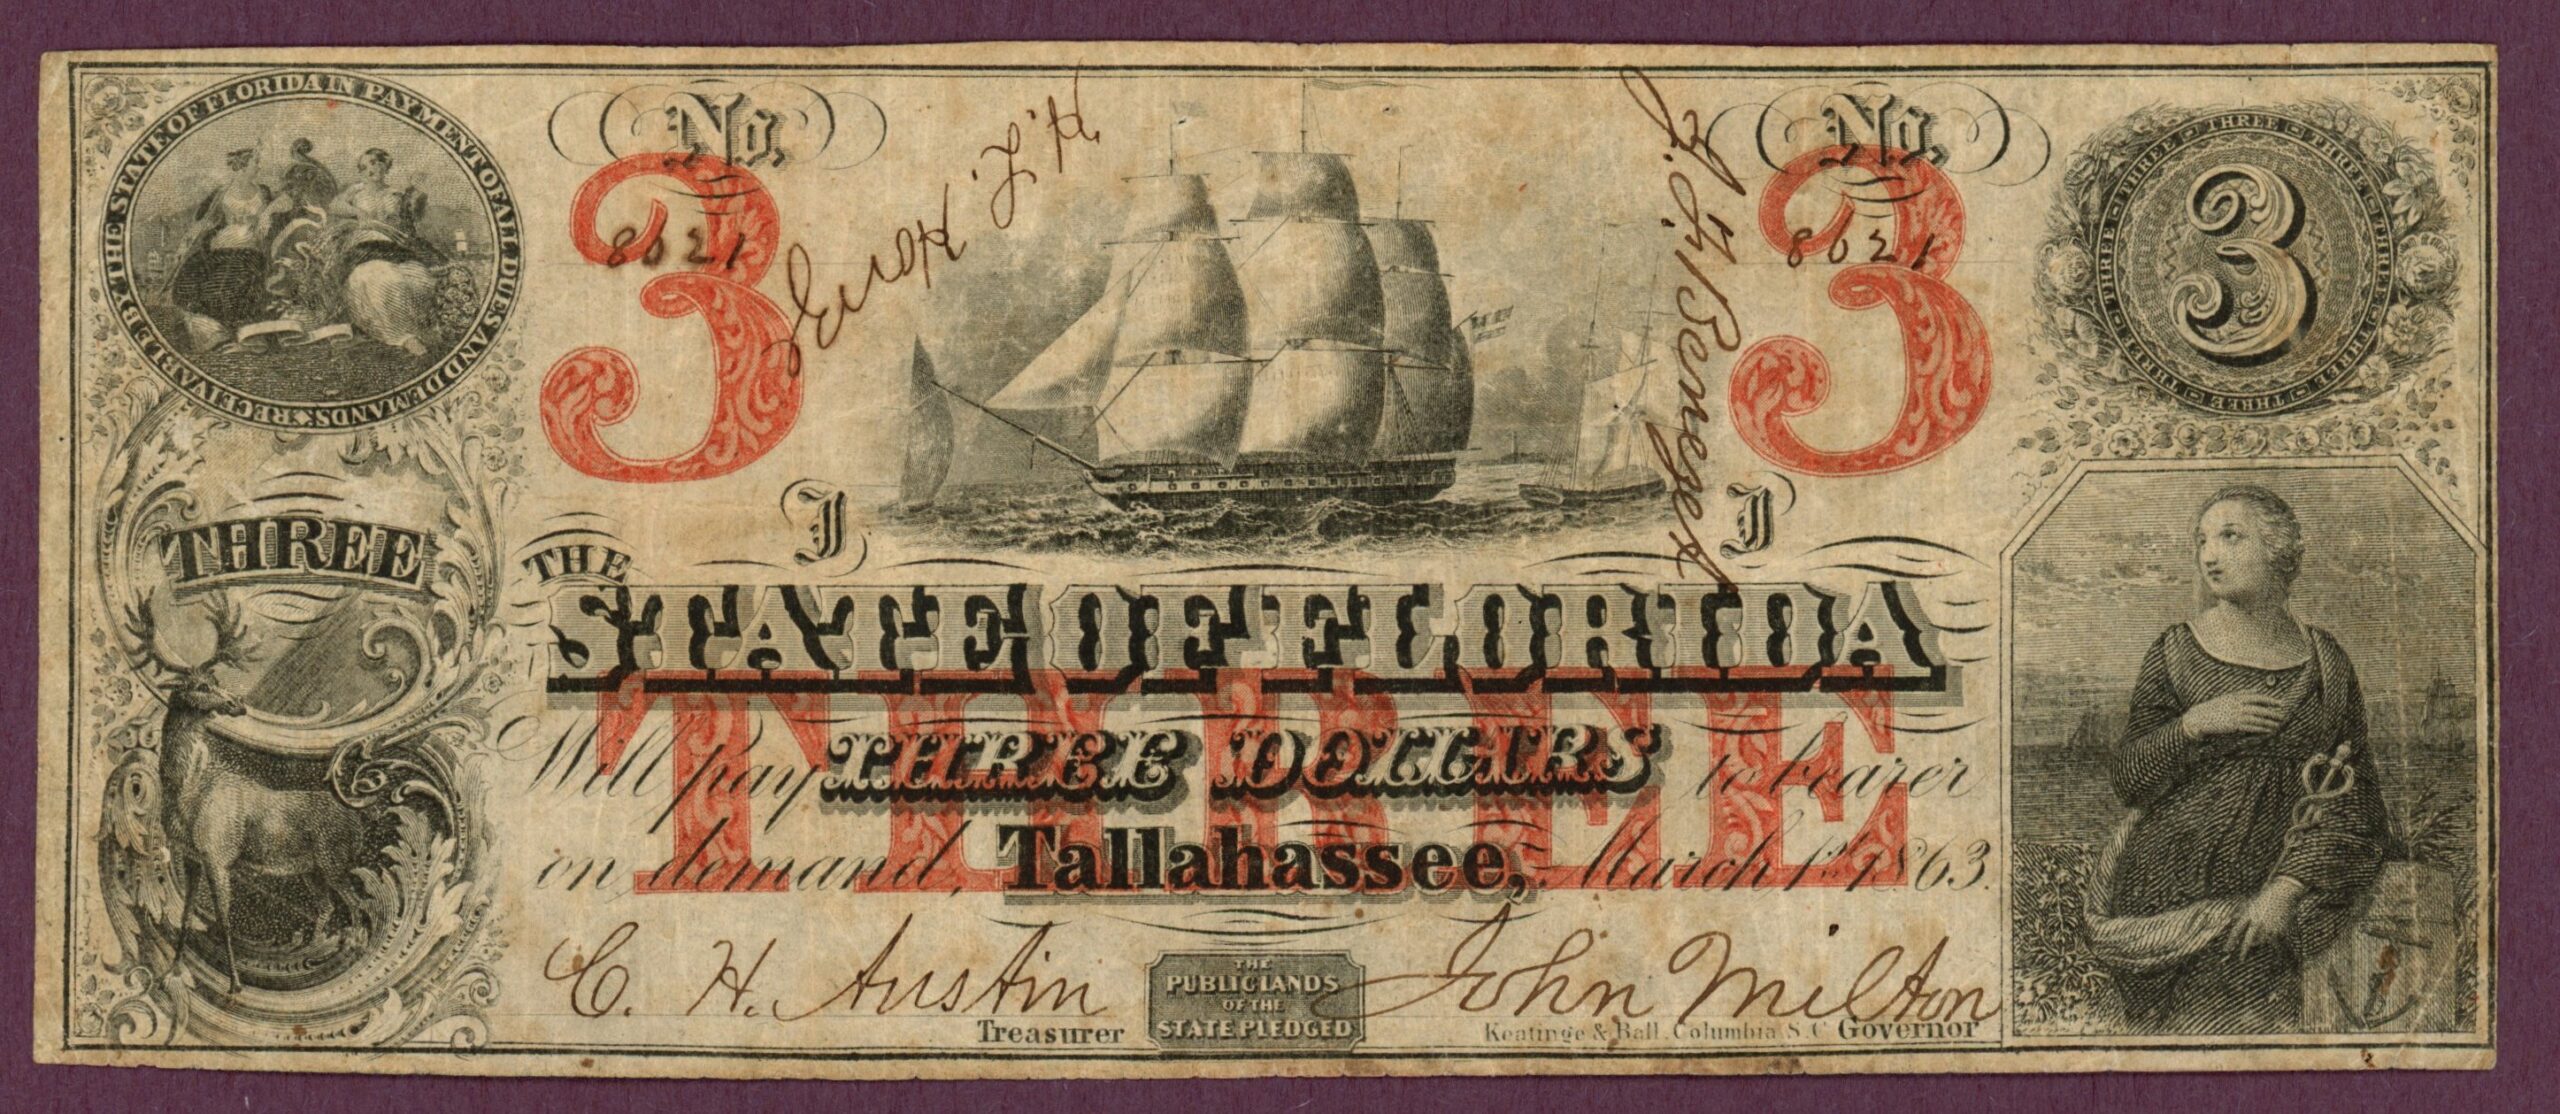 RECEIVABLE BY THE STATE OF FLORIDA IN PAYMENT OF ALL DUES AND DEMANDS
No. 8621
3
No. 8621
3
THREE THREE THREE THREE THREE THREE THREE THREE
3
J
J
THREE
THE
STATE OF FLORIDA
THREE
Will pay THREE DOLLARS to bearer
on demand, Tallahassee, March 1st 1863.
C. H. Austin
Treasurer
THE
PUBLIC LANDS
OF THE
STATE PLEDGED
John Milton
Keatinge & Ball, Columbia S.C
Governor